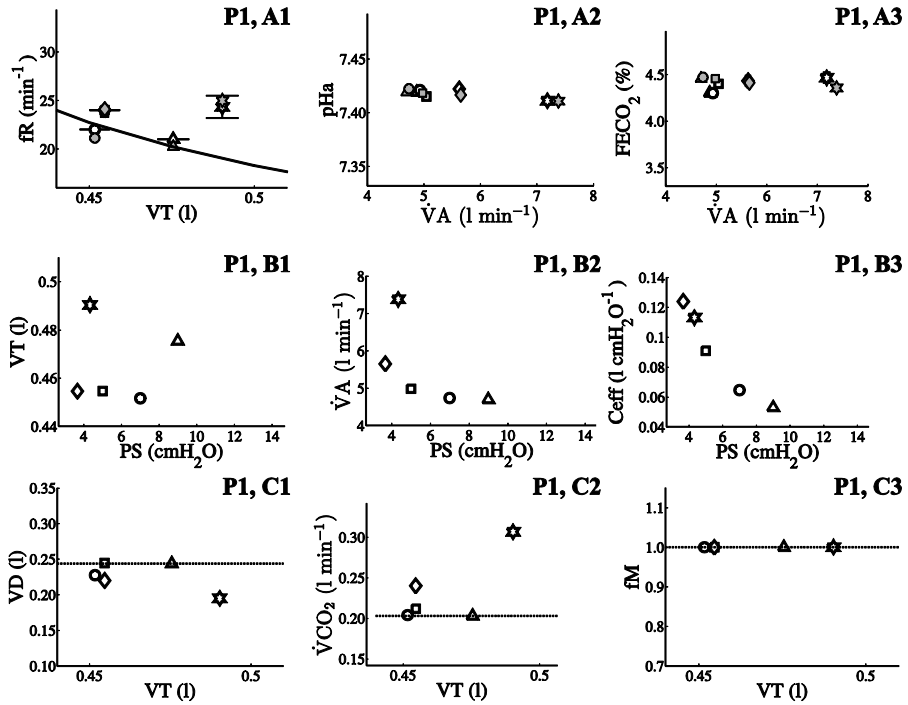 P1, A1
30
25
20
fR (min⁻¹)
0.45
0.5
VT (l)
P1, A2
7.45
7.40
7.35
pHa
4
5
6
7
8
V̇A (l min⁻¹)
P1, A3
4.5
4.0
3.5
FECO₂ (%)
4
5
6
7
8
V̇A (l min⁻¹)
P1, B1
0.5
0.48
0.46
0.44
VT (l)
4
6
8
10
12
14
PS (cmH₂O)
P1, B2
8
7
6
5
4
V̇A (l min⁻¹)
4
6
8
10
12
14
PS (cmH₂O)
P1, B3
0.14
0.12
0.1
0.08
0.06
0.04
Ceff (l cmH₂O⁻¹)
4
6
8
10
12
14
PS (cmH₂O)
P1, C1
0.35
0.30
0.25
0.20
0.15
0.10
VD (l)
0.45
0.5
VT (l)
P1, C2
0.30
0.25
0.20
0.15
V̇CO₂ (l min⁻¹)
0.45
0.5
VT (l)
P1, C3
1.1
1.0
0.9
0.8
0.7
fM
0.45
0.5
VT (l)